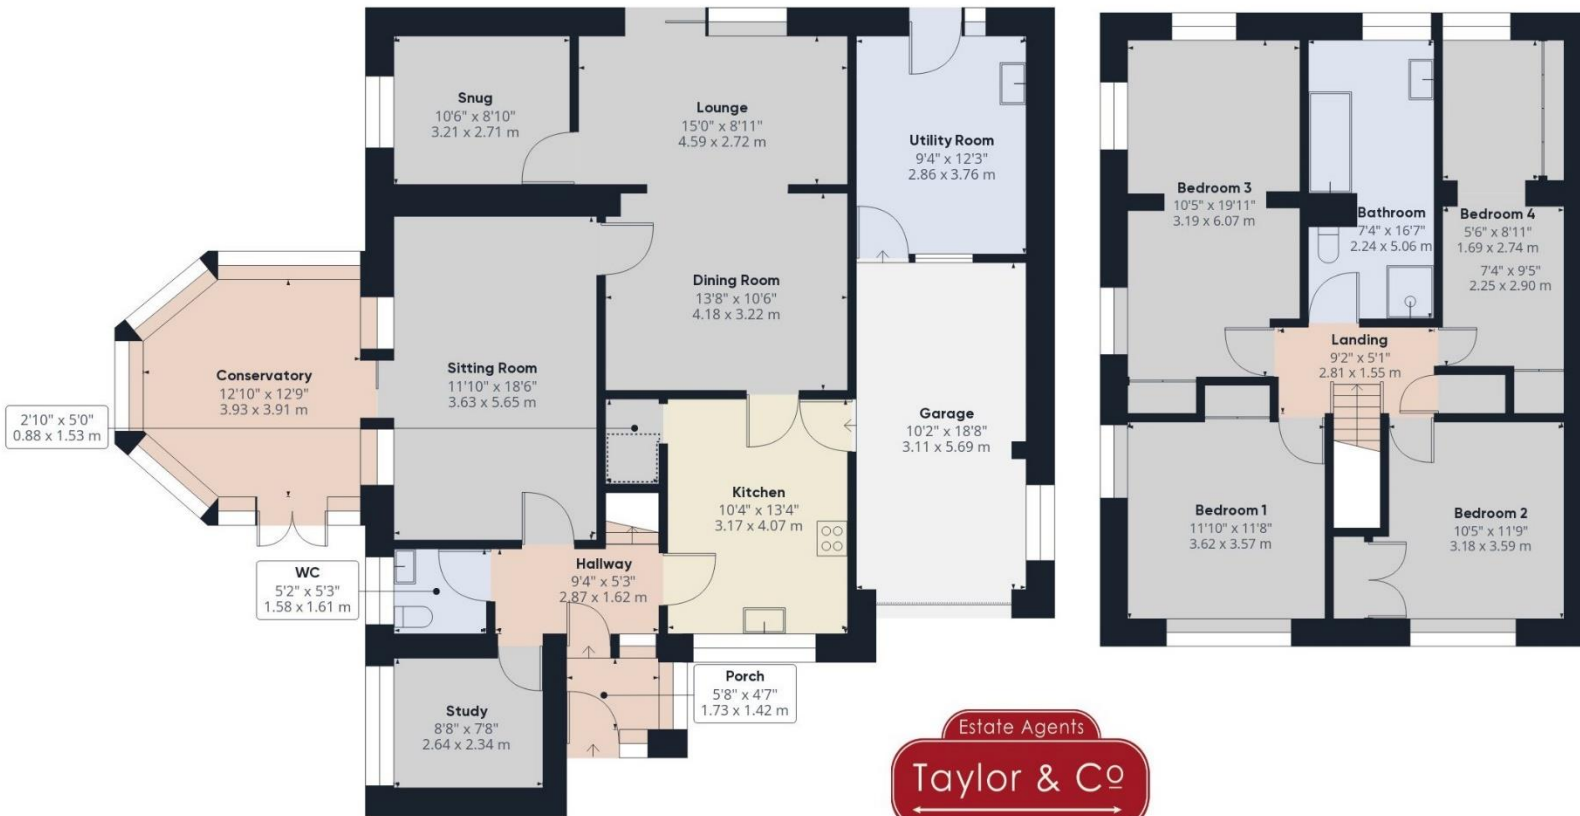 Snug
10'6" x 8'10"
3.21 x 2.71 m
Lounge
15'0" x 8'11"
4.59 x 2.72 m
Utility Room
9'4" x 12'3"
2.86 x 3.76 m
Dining Room
13'8" x 10'6"
4.18 x 3.22 m
Conservatory
12'10" x 12'9"
3.93 x 3.91 m
Sitting Room
11'10" x 18'6"
3.63 x 5.65 m
2'10" x 5'0"
0.88 x 1.53 m
Garage
10'2" x 18'8"
3.11 x 5.69 m
Kitchen
10'4" x 13'4"
3.17 x 4.07 m
WC
5'2" x 5'3"
1.58 x 1.61 m
Hallway
9'4" x 5'3"
2.87 x 1.62 m
Porch
5'8" x 4'7"
1.73 x 1.42 m
Study
8'8" x 7'8"
2.64 x 2.34 m
Bedroom 3
10'5" x 19'11"
3.19 x 6.07 m
Bathroom
7'4" x 16'7"
2.24 x 5.06 m
Bedroom 4
5'6" x 8'11"
1.69 x 2.74 m
7'4" x 9'5"
2.25 x 2.90 m
Landing
9'2" x 5'1"
2.81 x 1.55 m
Bedroom 1
11'10" x 11'8"
3.62 x 3.57 m
Bedroom 2
10'5" x 11'9"
3.18 x 3.59 m
Estate Agents
Taylor & Co